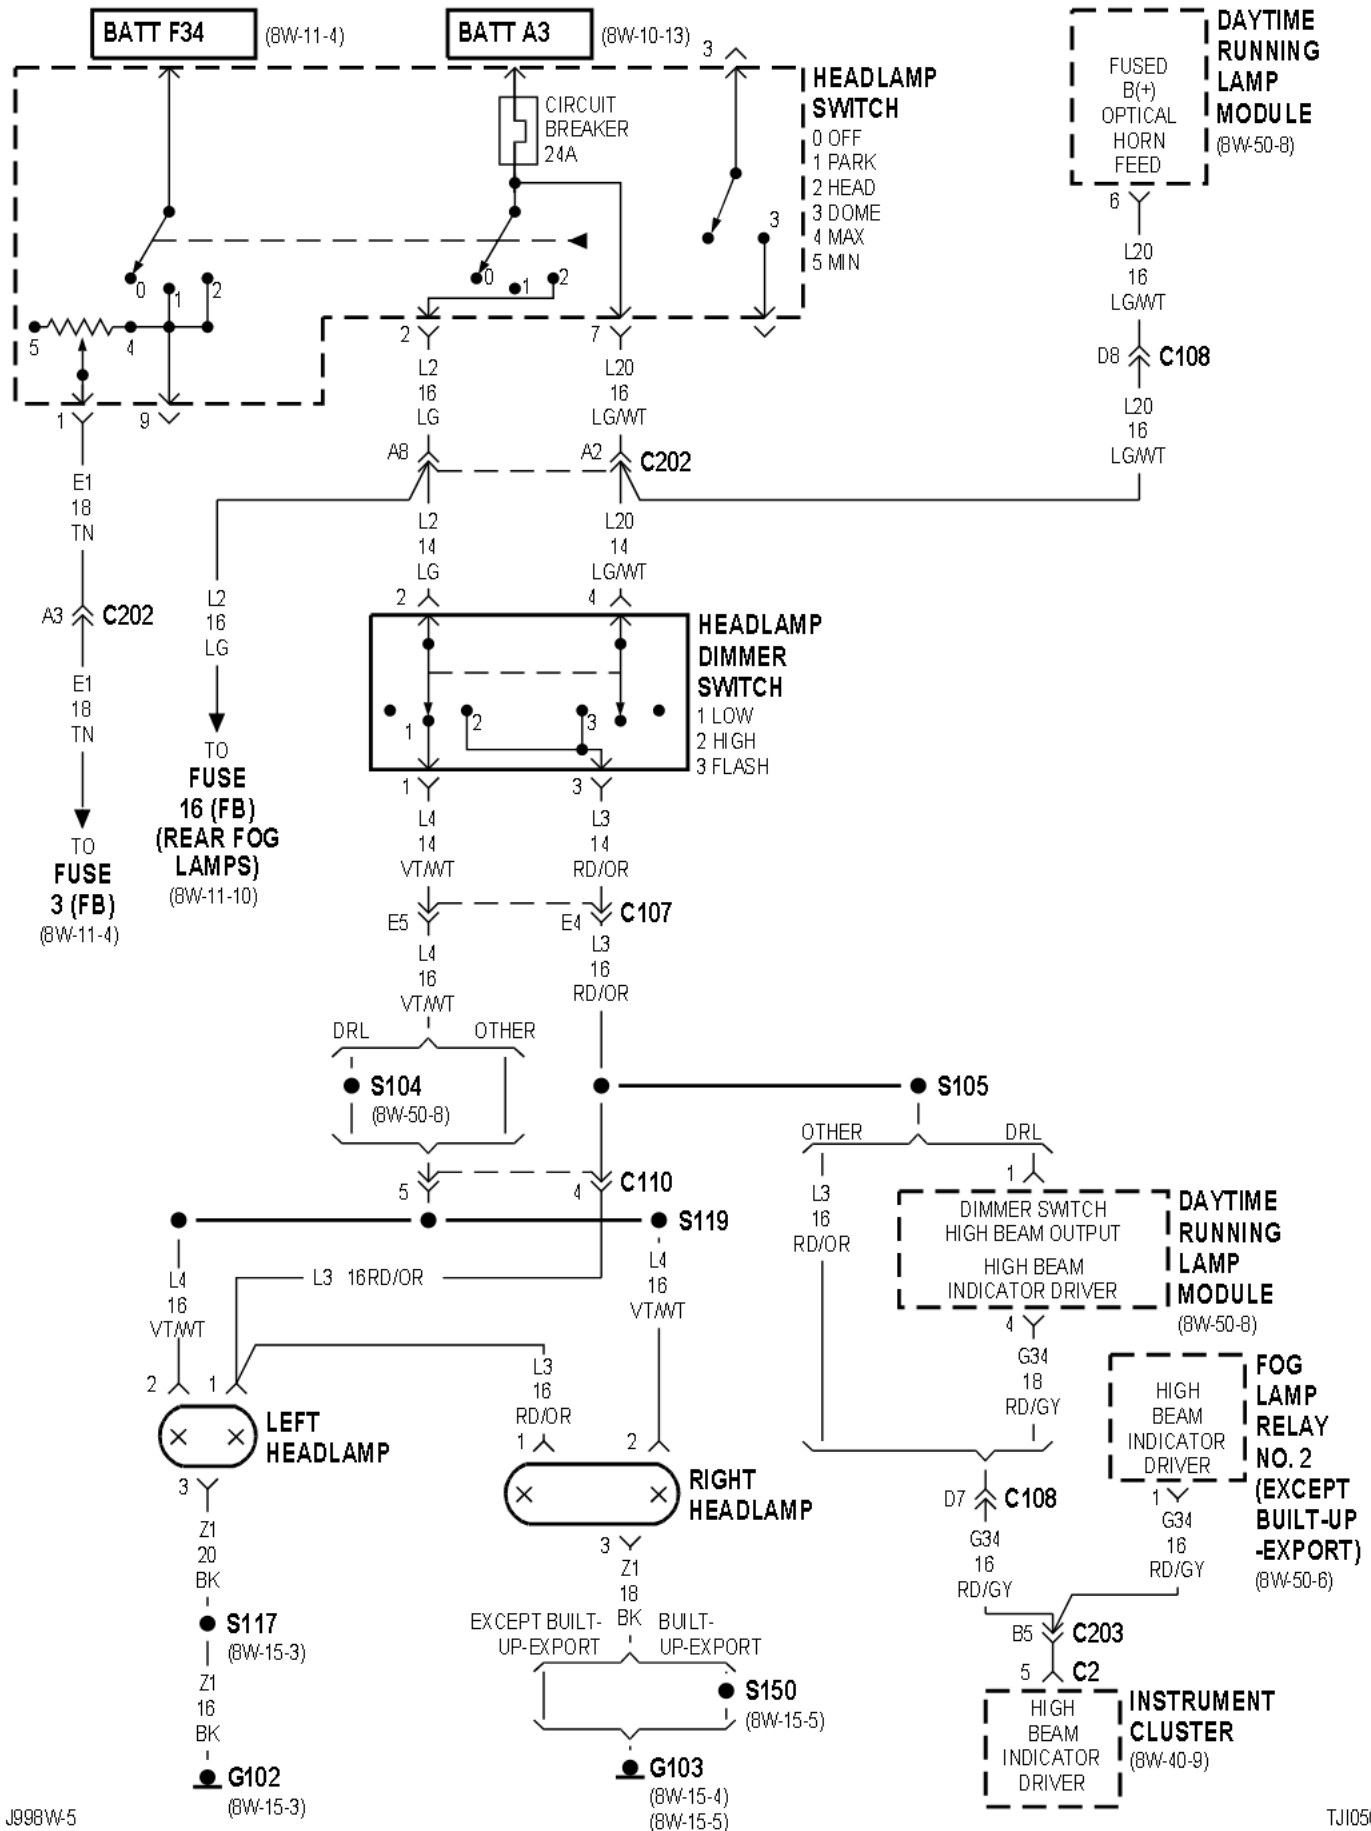 BATT F34
(8W-11-4)
BATT A3
(8W-10-13)
3
DAYTIME
RUNNING
LAMP
MODULE
(8W-50-8)
FUSED
B(+)
OPTICAL
HORN
FEED
6
HEADLAMP
SWITCH
0 OFF
1 PARK
2 HEAD
3 DOME
4 MAX
5 MIN
CIRCUIT
BREAKER
24A
3
0
1
2
0
1
2
5
4
1
9
2
7
L2
16
LG
L20
16
LG/WT
L20
16
LG/WT
D8
C108
L20
16
LG/WT
A8
A2
C202
E1
18
TN
L2
14
LG
L20
14
LG/WT
A3
C202
L2
16
LG
2
4
HEADLAMP
DIMMER
SWITCH
1 LOW
2 HIGH
3 FLASH
1
2
3
E1
18
TN
TO
FUSE
16 (FB)
(REAR FOG
LAMPS)
(8W-11-10)
TO
FUSE
3 (FB)
(8W-11-4)
1
3
L4
14
VT/WT
L3
14
RD/OR
E5
E4
C107
L4
16
VT/WT
L3
16
RD/OR
DRL
OTHER
S104
(8W-50-8)
S105
OTHER
DRL
1
5
4
C110
S119
L3
16
RD/OR
DIMMER SWITCH
HIGH BEAM OUTPUT
HIGH BEAM
INDICATOR DRIVER
DAYTIME
RUNNING
LAMP
MODULE
(8W-50-8)
L4
16
VT/WT
L3 16RD/OR
L4
16
VT/WT
4
G34
18
RD/GY
L3
16
RD/OR
2
1
LEFT
HEADLAMP
1
2
RIGHT
HEADLAMP
HIGH
BEAM
INDICATOR
DRIVER
FOG
LAMP
RELAY
NO. 2
(EXCEPT
BUILT-UP
-EXPORT)
(8W-50-6)
1
D7
C108
3
Z1
20
BK
3
Z1
18
BK
G34
16
RD/GY
G34
16
RD/GY
S117
(8W-15-3)
EXCEPT BUILT-
UP-EXPORT
BUILT-
UP-EXPORT
B5
C203
5
C2
Z1
16
BK
S150
(8W-15-5)
HIGH
BEAM
INDICATOR
DRIVER
INSTRUMENT
CLUSTER
(8W-40-9)
G102
(8W-15-3)
G103
(8W-15-4)
(8W-15-5)
J998W-5